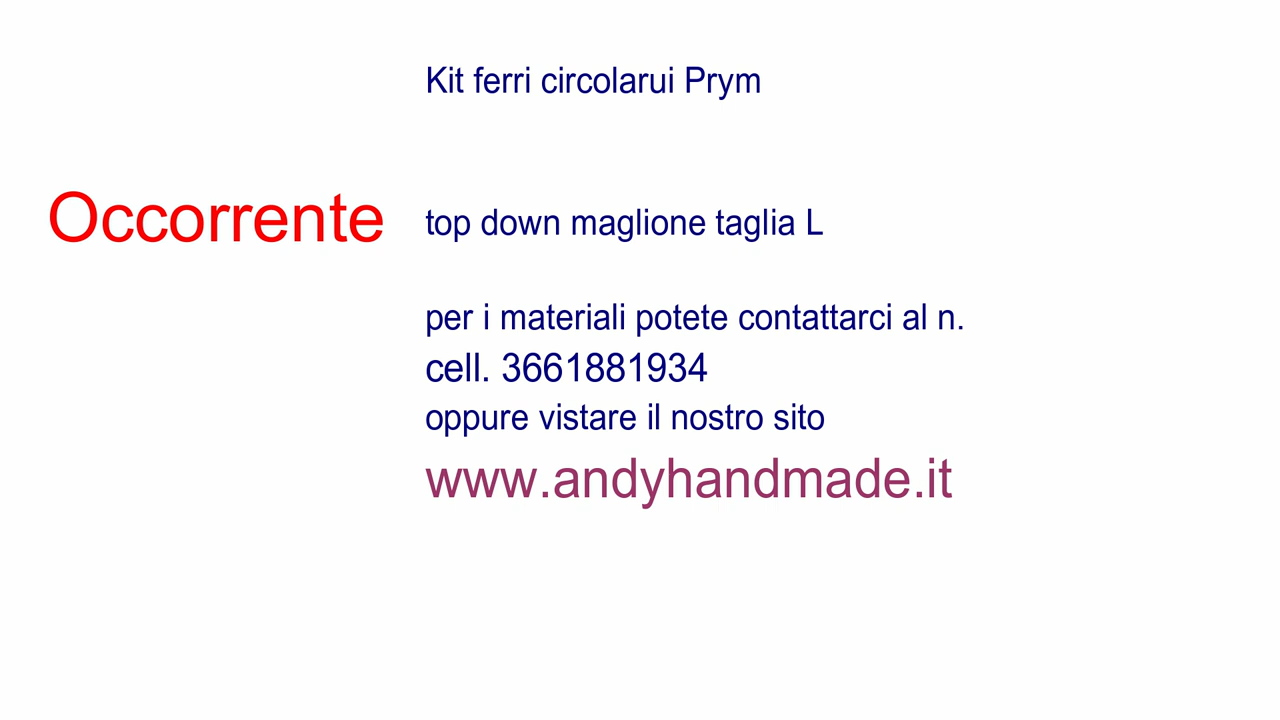 Kit ferri circolarui Prym
Occorrente
top down maglione taglia L
per i materiali potete contattarci al n.
cell. 3661881934
oppure vistare il nostro sito
www.andyhandmade.it